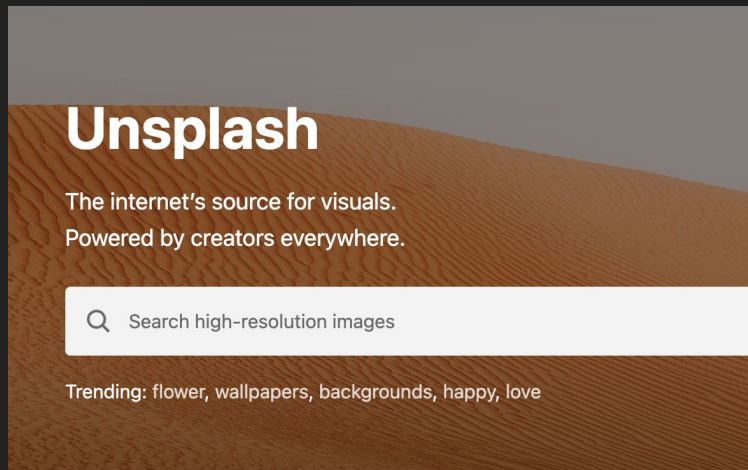 Unsplash
The internet’s source for visuals.
Powered by creators everywhere.
Search high-resolution images
Trending: flower, wallpapers, backgrounds, happy, love